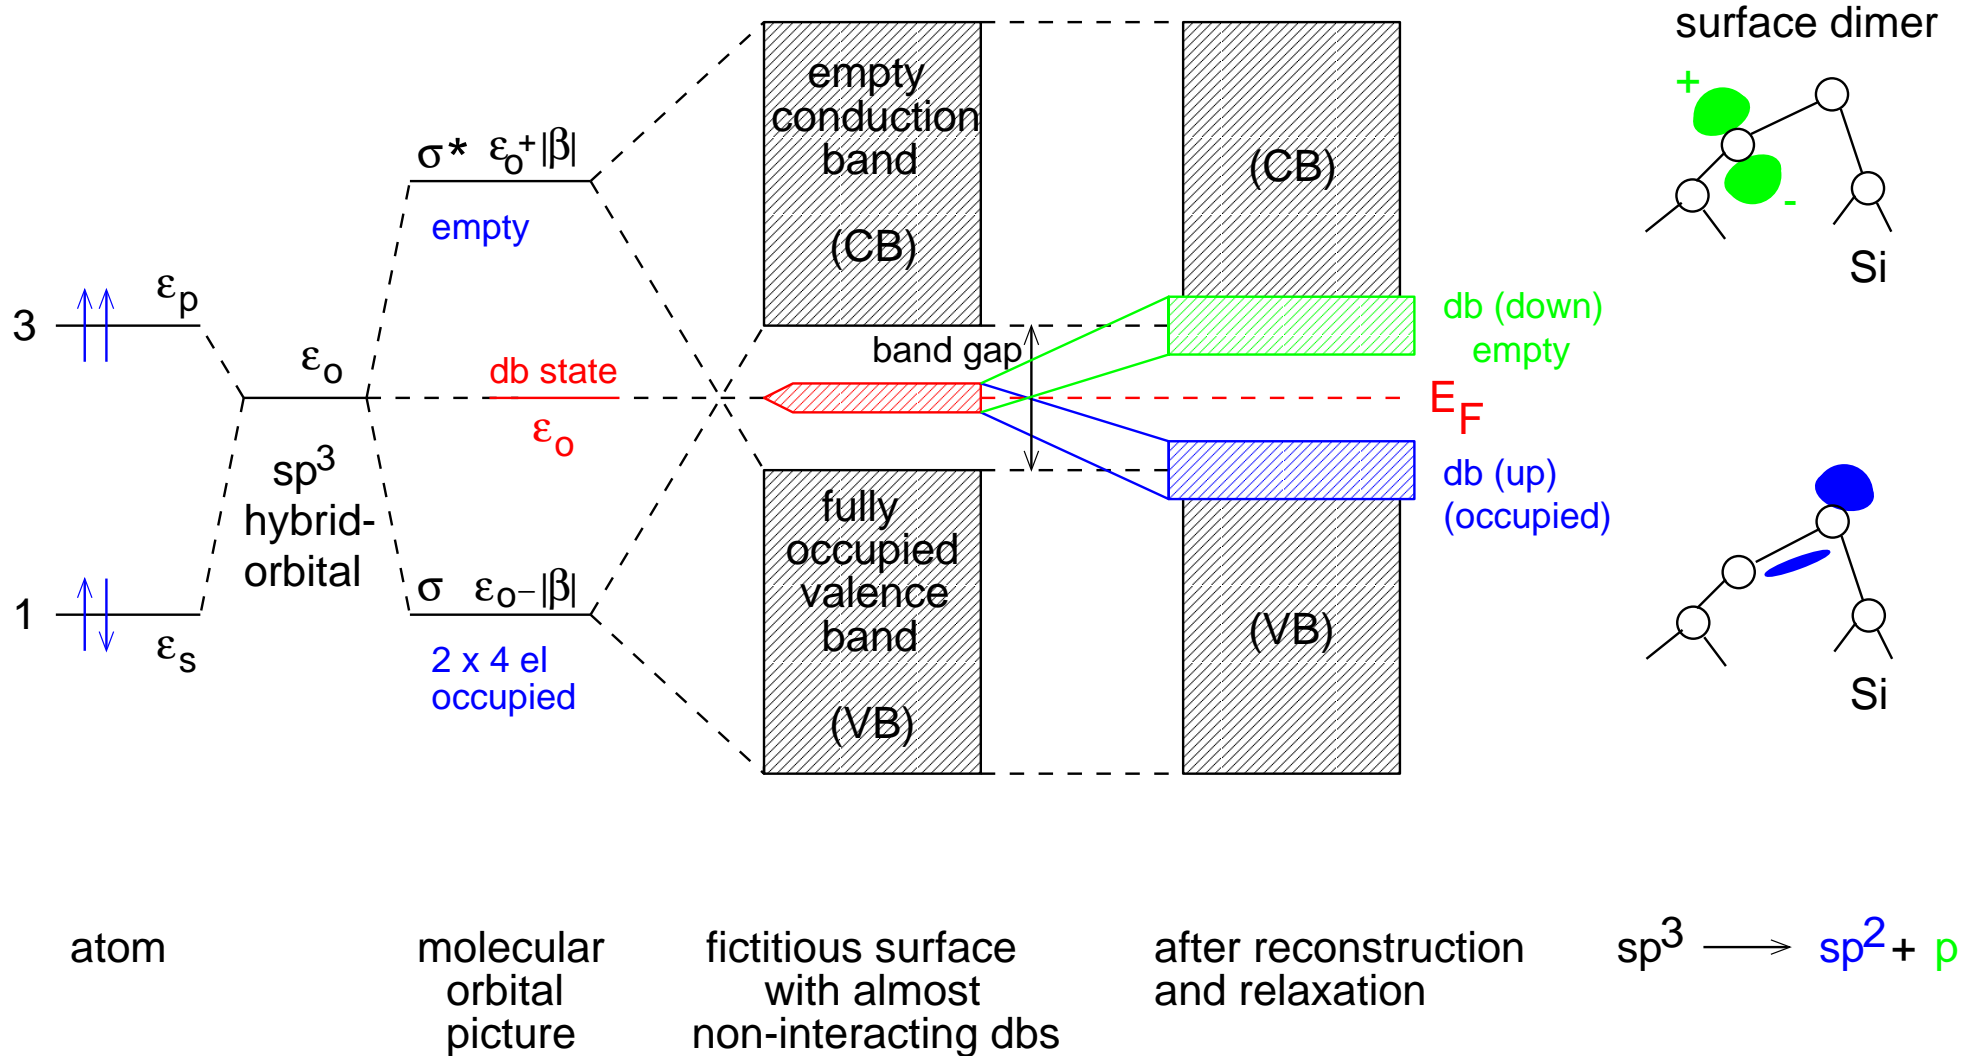 surface dimer
+
-
Si
empty
conduction
band
(CB)
(CB)
σ* εo+|β|
empty
3
εp
εo
db state
εo
band gap
db (down)
empty
EF
db (up)
(occupied)
sp3
hybrid-
orbital
1
εs
σ εo-|β|
2 x 4 el
occupied
fully
occupied
valence
band
(VB)
(VB)
Si
atom
molecular
orbital
picture
fictitious surface
with almost
non-interacting dbs
after reconstruction
and relaxation
sp3 → sp2 + p